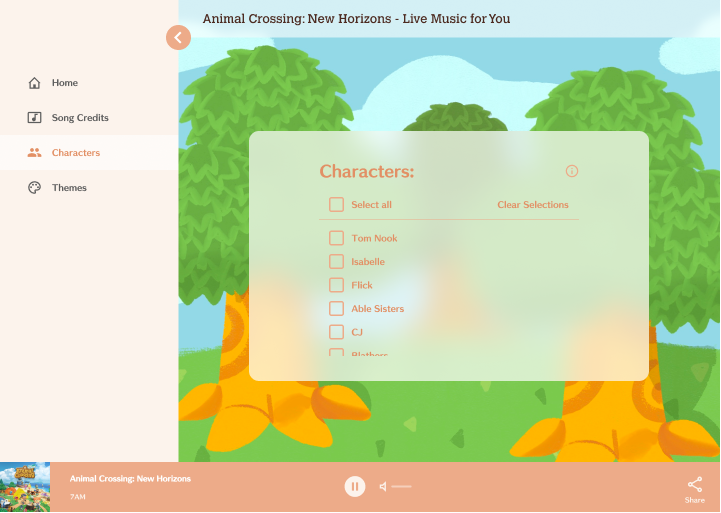 Animal Crossing: New Horizons - Live Music for You
Home
Song Credits
Characters
Themes
Characters:
Select all
Clear Selections
Tom Nook
Isabelle
Flick
Able Sisters
CJ
Blathers
Animal Crossing: New Horizons
7AM
Share